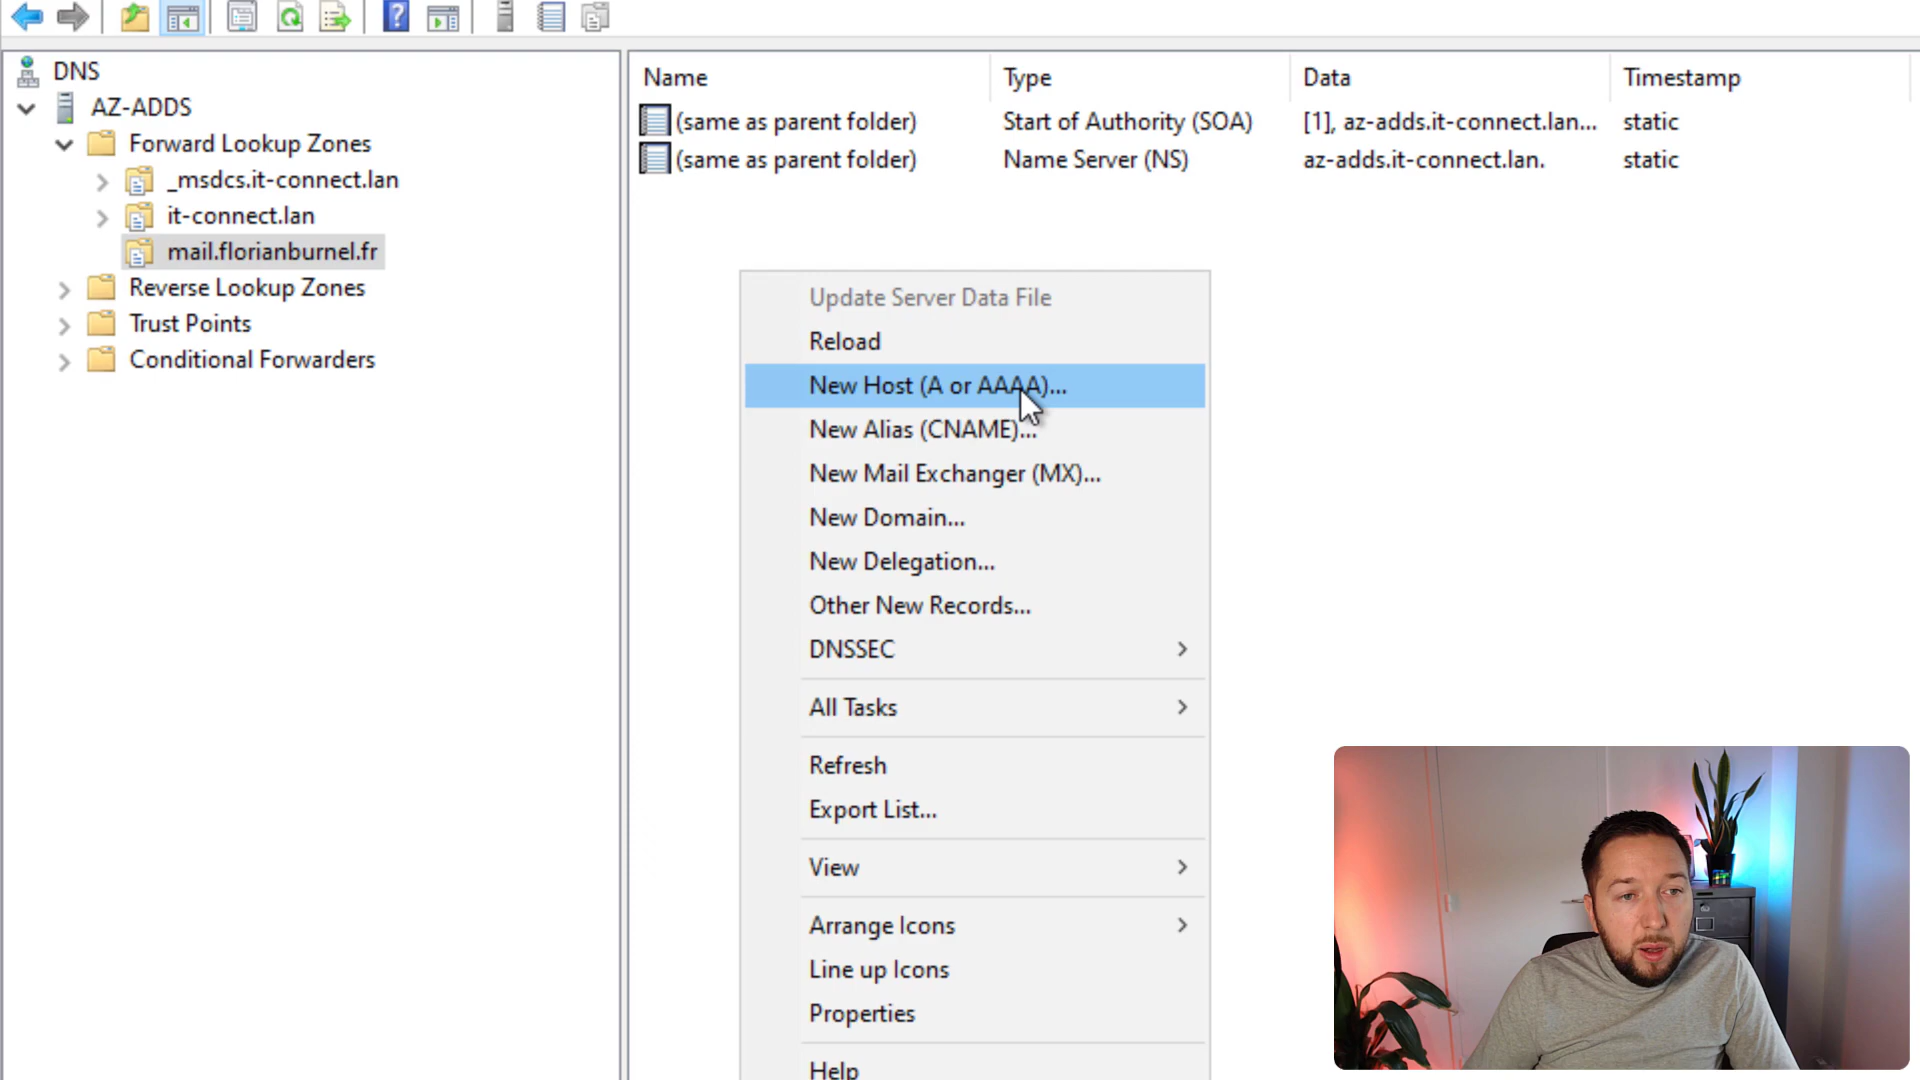 DNS
AZ-ADDS
Forward Lookup Zones
_msdcs.it-connect.lan
it-connect.lan
mail.florianburnel.fr
Reverse Lookup Zones
Trust Points
Conditional Forwarders
Name Type Data Timestamp
(same as parent folder) Start of Authority (SOA) [1], az-adds.it-connect.lan... static
(same as parent folder) Name Server (NS) az-adds.it-connect.lan. static
Update Server Data File
Reload
New Host (A or AAAA)...
New Alias (CNAME)...
New Mail Exchanger (MX)...
New Domain...
New Delegation...
Other New Records...
DNSSEC
All Tasks
Refresh
Export List...
View
Arrange Icons
Line up Icons
Properties
Help